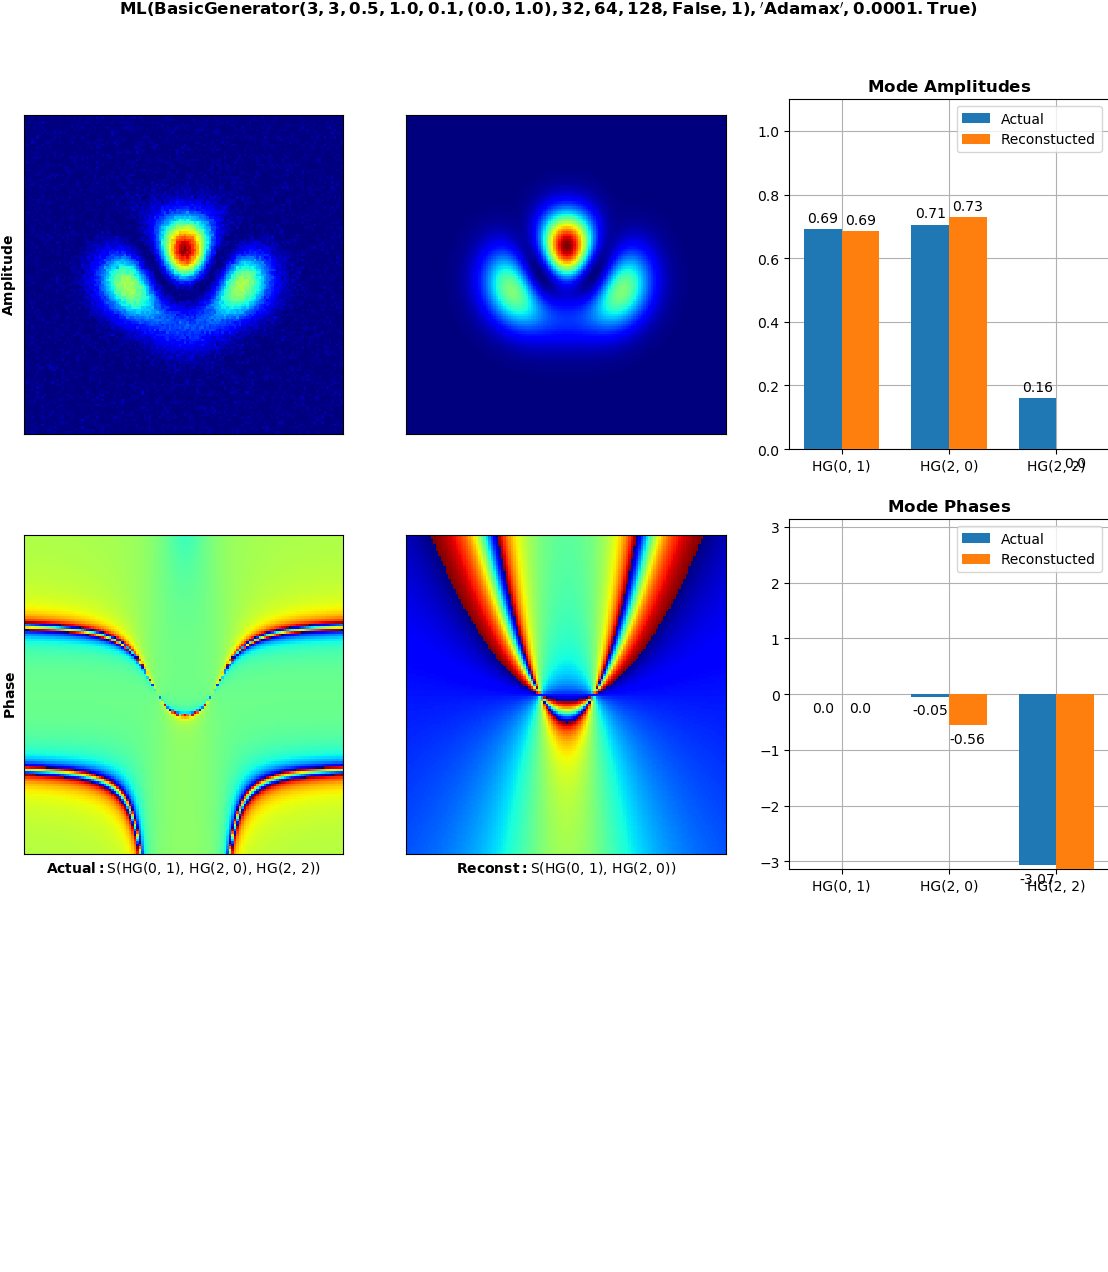 ML(BasicGenerator(3, 3, 0.5, 1.0, 0.1, (0.0, 1.0), 32, 64, 128, False, 1), ′Adamax′, 0.0001. True)
Amplitude
Mode Amplitudes
Actual
Reconstucted
1.0
0.8
0.6
0.4
0.2
0.0
0.69
0.69
0.71
0.73
0.16
0.0
HG(0, 1)
HG(2, 0)
HG(2, 2)
Phase
Actual: S(HG(0, 1), HG(2, 0), HG(2, 2))
Reconst: S(HG(0, 1), HG(2, 0))
Mode Phases
Actual
Reconstucted
3
2
1
0
−1
−2
−3
0.0
0.0
-0.05
-0.56
-3.07
HG(0, 1)
HG(2, 0)
HG(2, 2)